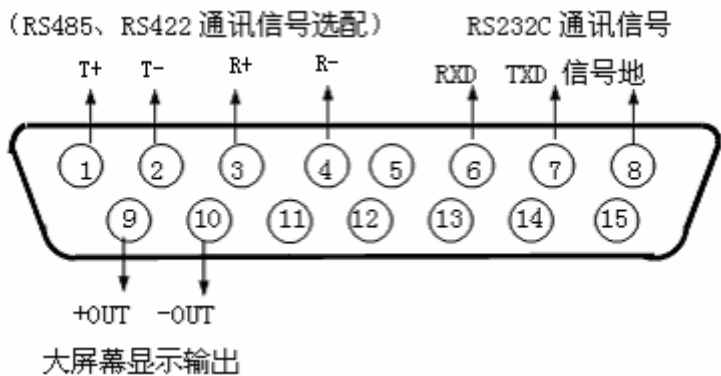 (RS485、RS422 通讯信号选配) RS232C 通讯信号
T+ T- R+ R- RXD TXD 信号地
1 2 3 4 5 6 7 8
9 10 11 12 13 14 15
+OUT -OUT
大屏幕显示输出